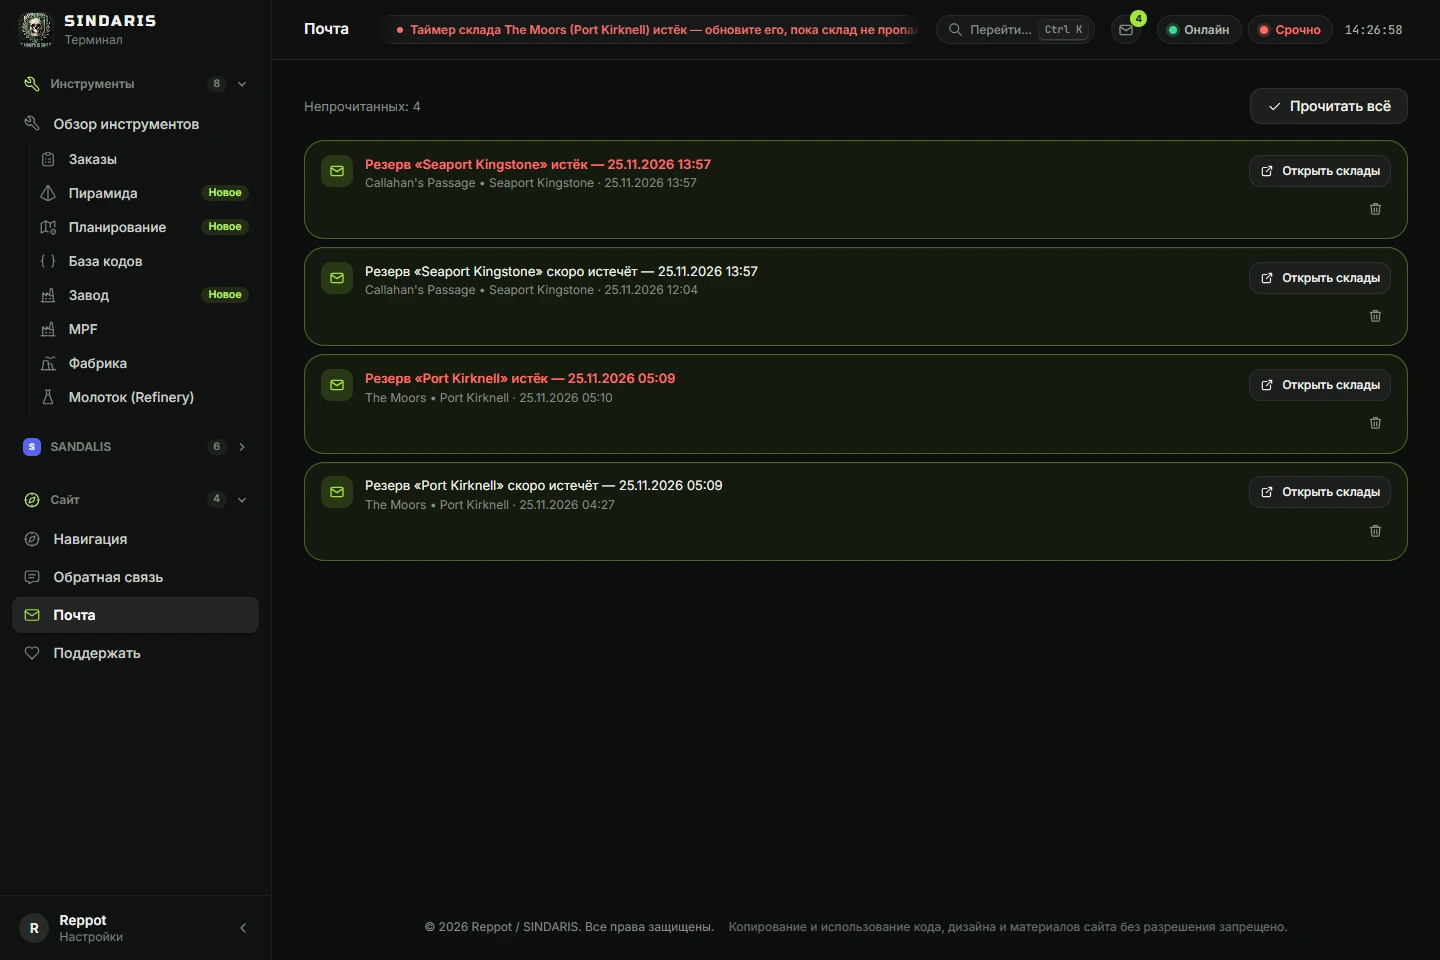 SINDARIS
Терминал
Инструменты 8
Обзор инструментов
Заказы
Пирамида Новое
Планирование Новое
База кодов
Завод Новое
MPF
Фабрика
Молоток (Refinery)
S SANDALIS 6
Сайт 4
Навигация
Обратная связь
Почта
Поддержать
R Reppot
Настройки
Почта
Таймер склада The Moors (Port Kirknell) истёк — обновите его, пока склад не
Перейти... Ctrl K
4
Онлайн
Срочно
14:26:58
Непрочитанных: 4
Прочитать всё
Резерв «Seaport Kingstone» истёк — 25.11.2026 13:57
Callahan's Passage • Seaport Kingstone · 25.11.2026 13:57
Открыть склады
Резерв «Seaport Kingstone» скоро истечёт — 25.11.2026 13:57
Callahan's Passage • Seaport Kingstone · 25.11.2026 12:04
Открыть склады
Резерв «Port Kirknell» истёк — 25.11.2026 05:09
The Moors • Port Kirknell · 25.11.2026 05:10
Открыть склады
Резерв «Port Kirknell» скоро истечёт — 25.11.2026 05:09
The Moors • Port Kirknell · 25.11.2026 04:27
Открыть склады
© 2026 Reppot / SINDARIS. Все права защищены. Копирование и использование кода, дизайна и материалов сайта без разрешения запрещено.